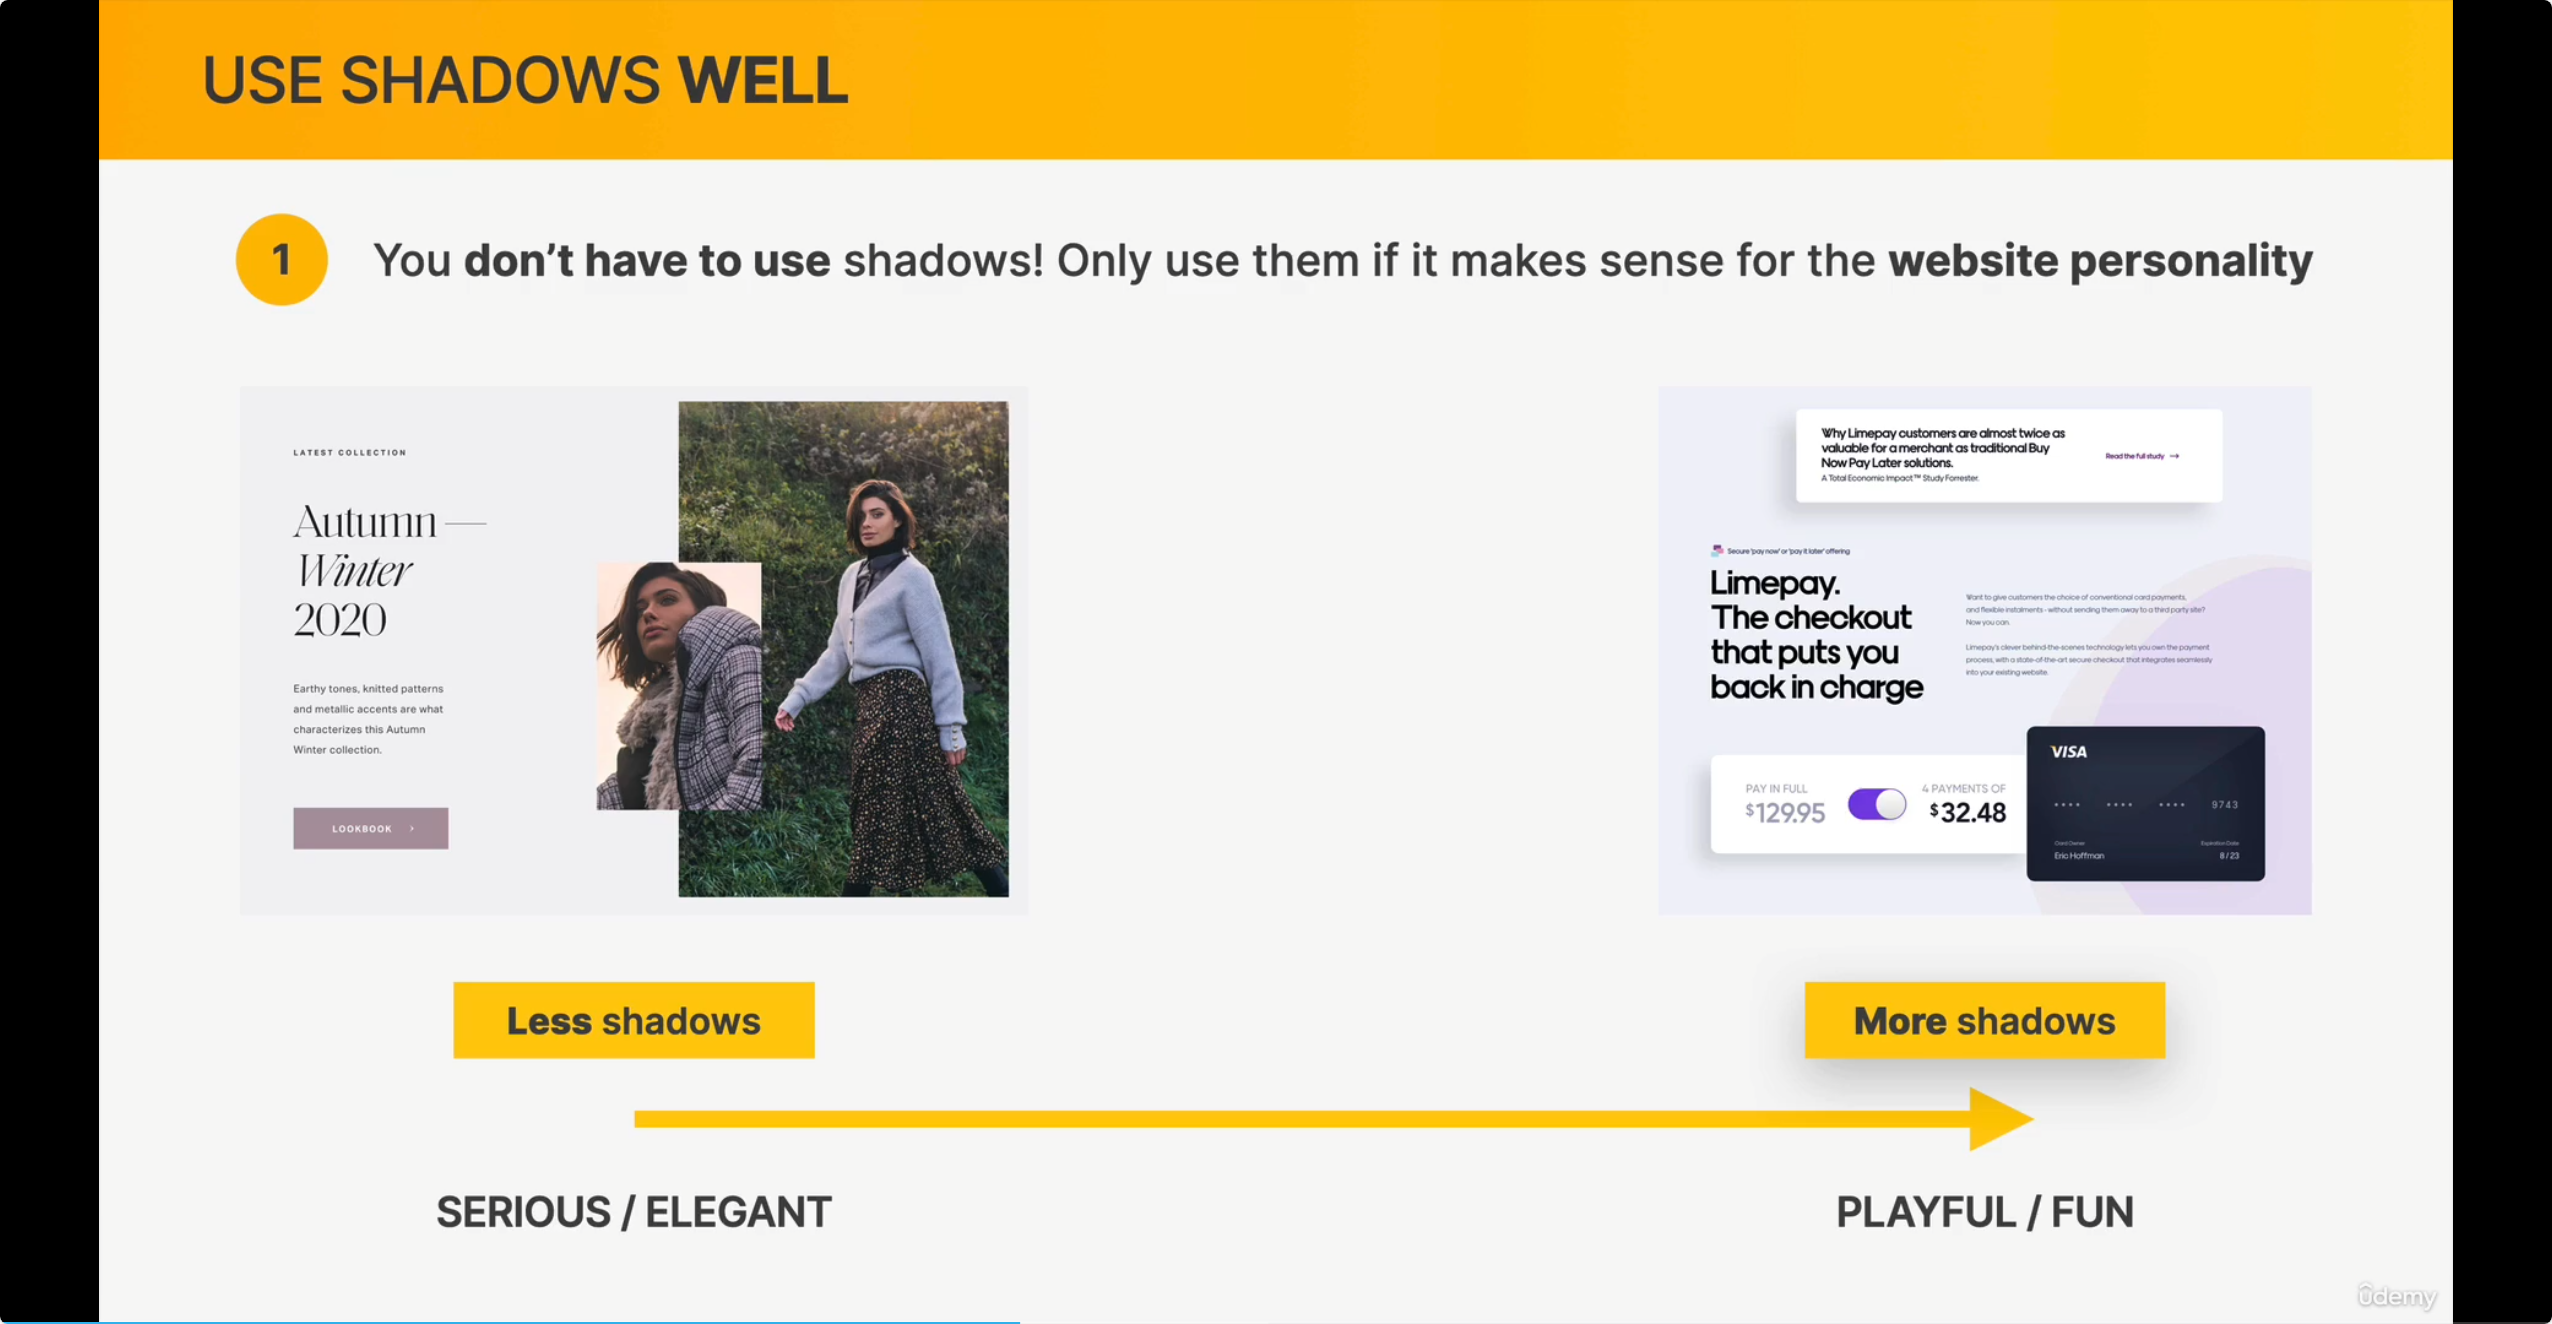 USE SHADOWS WELL
1
You don’t have to use shadows! Only use them if it makes sense for the website personality
LATEST COLLECTION
Autumn —
Winter
2020
Earthy tones, knitted patterns
and metallic accents are what
characterizes this Autumn
Winter collection.
LOOKBOOK >
Why Limepay customers are almost twice as
valuable for a merchant as traditional Buy
Now Pay Later solutions.
A Total Economic Impact™ Study Forrester.
Read the full study →
Secure 'pay now' or 'pay it later' offering
Limepay.
The checkout
that puts you
back in charge
Want to give customers the choice of conventional card payments,
and flexible instalments - without sending them away to a third party site?
Now you can.
Limepay's clever behind-the-scenes technology lets you own the payment
process, with a state-of-the-art secure checkout that integrates seamlessly
into your existing website.
PAY IN FULL
$129.95
4 PAYMENTS OF
$32.48
VISA
•••• •••• •••• 9743
Card Owner
Eric Hoffman
Expiration Date
8 / 23
Less shadows
More shadows
SERIOUS / ELEGANT
PLAYFUL / FUN
ûdemy